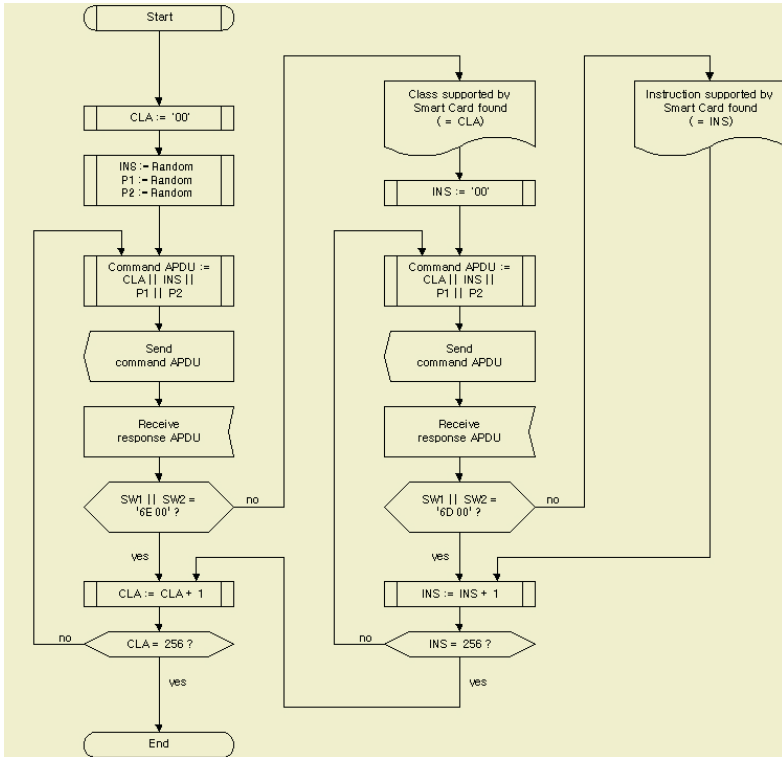 Start
CLA := '00'
INS := Random
P1 := Random
P2 := Random
Command APDU :=
CLA || INS ||
P1 || P2
Send
command APDU
Receive
response APDU
SW1 || SW2 =
'6E 00' ?
no
yes
CLA := CLA + 1
CLA = 256 ?
no
yes
End
Class supported by
Smart Card found
( = CLA)
INS := '00'
Command APDU :=
CLA || INS ||
P1 || P2
Send
command APDU
Receive
response APDU
SW1 || SW2 =
'6D 00' ?
no
yes
INS := INS + 1
INS = 256 ?
no
yes
Instruction supported by
Smart Card found
( = INS)